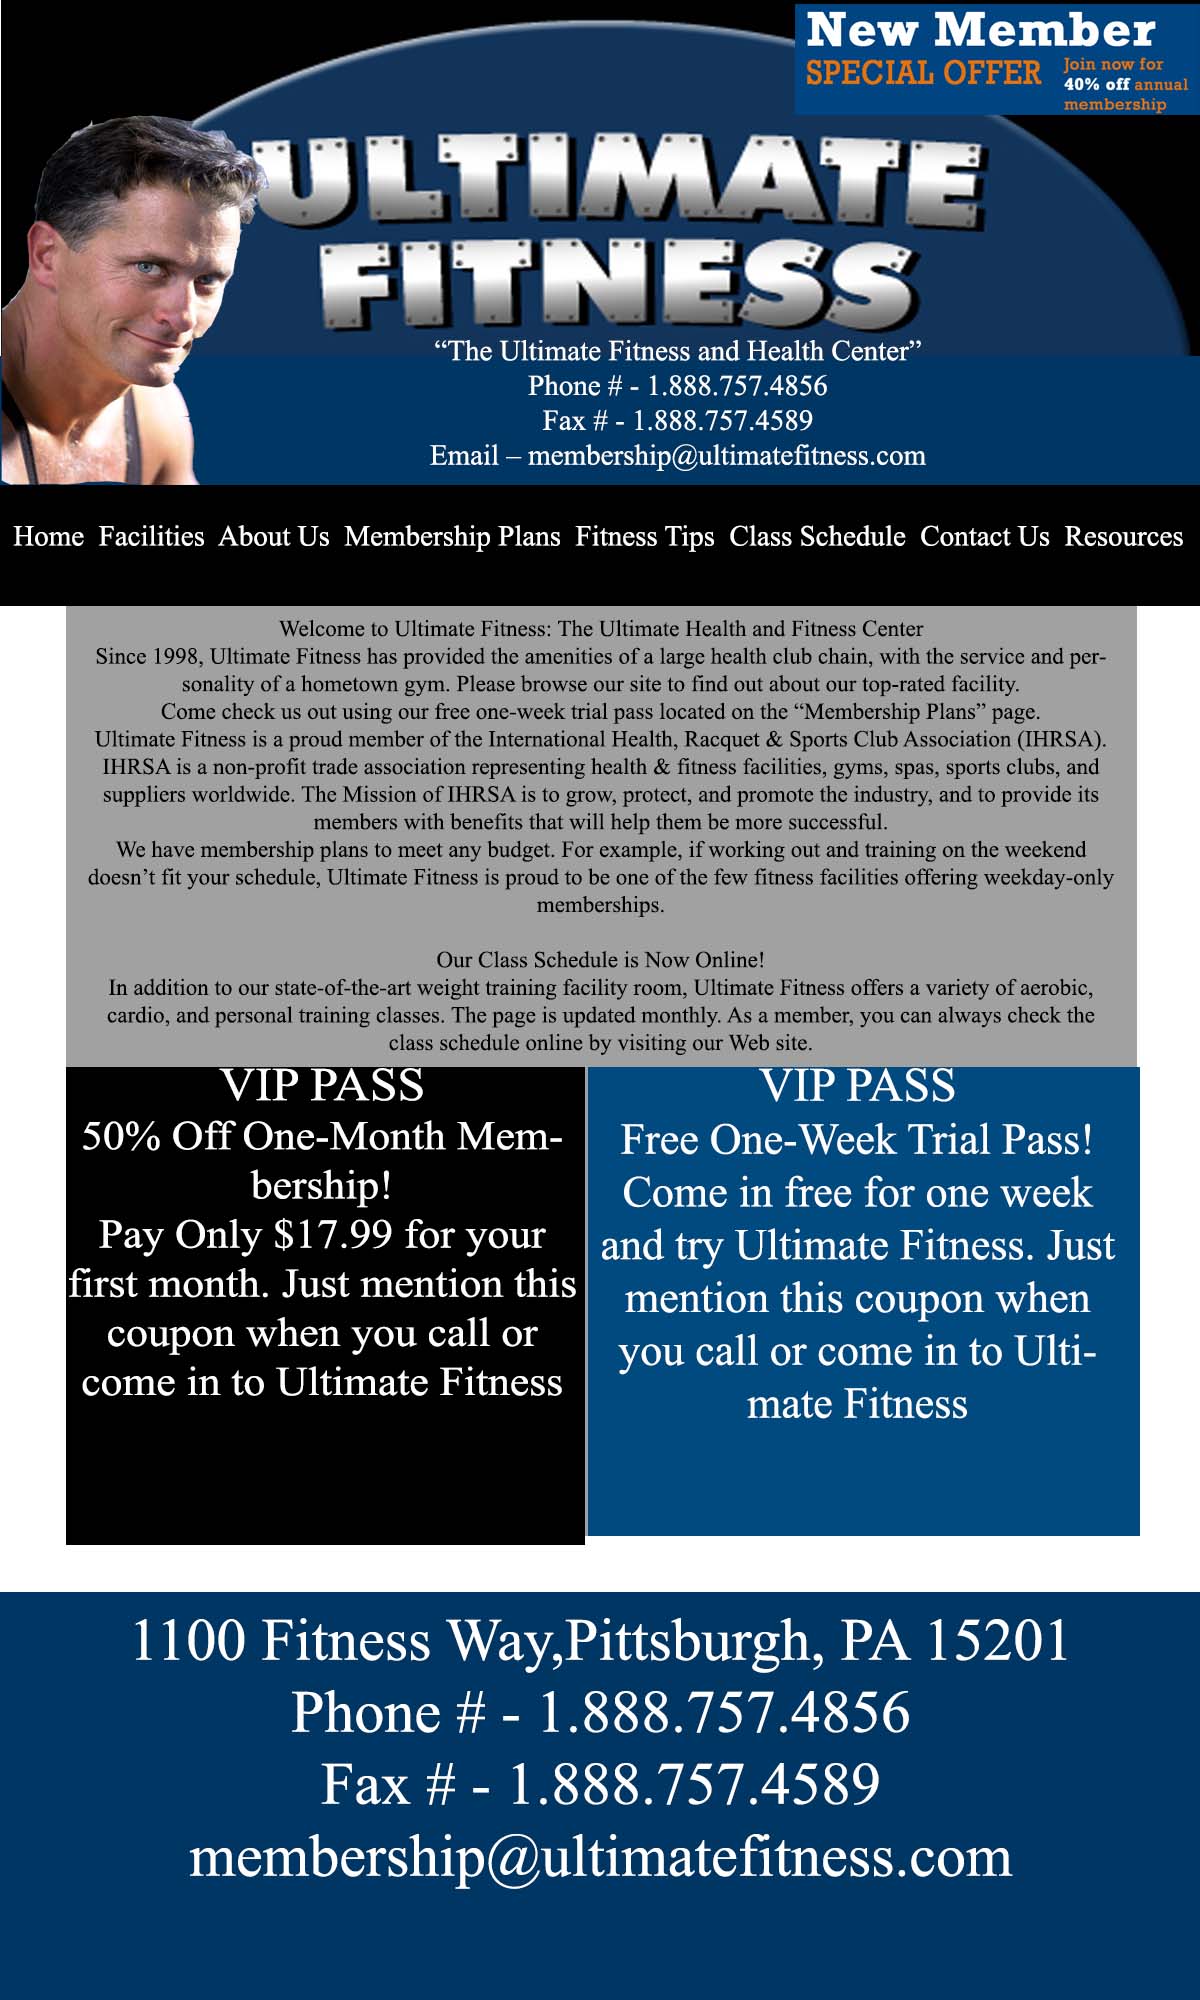 New Member
SPECIAL OFFER
Join now for
40% off annual
membership
ULTIMATE
FITNESS
“The Ultimate Fitness and Health Center”
Phone # - 1.888.757.4856
Fax # - 1.888.757.4589
Email – membership@ultimatefitness.com
Home Facilities About Us Membership Plans Fitness Tips Class Schedule Contact Us Resources
Welcome to Ultimate Fitness: The Ultimate Health and Fitness Center
Since 1998, Ultimate Fitness has provided the amenities of a large health club chain, with the service and per-
sonality of a hometown gym. Please browse our site to find out about our top-rated facility.
Come check us out using our free one-week trial pass located on the “Membership Plans” page.
Ultimate Fitness is a proud member of the International Health, Racquet & Sports Club Association (IHRSA).
IHRSA is a non-profit trade association representing health & fitness facilities, gyms, spas, sports clubs, and
suppliers worldwide. The Mission of IHRSA is to grow, protect, and promote the industry, and to provide its
members with benefits that will help them be more successful.
We have membership plans to meet any budget. For example, if working out and training on the weekend
doesn’t fit your schedule, Ultimate Fitness is proud to be one of the few fitness facilities offering weekday-only
memberships.
Our Class Schedule is Now Online!
In addition to our state-of-the-art weight training facility room, Ultimate Fitness offers a variety of aerobic,
cardio, and personal training classes. The page is updated monthly. As a member, you can always check the
class schedule online by visiting our Web site.
VIP PASS
50% Off One-Month Mem-
bership!
Pay Only $17.99 for your
first month. Just mention this
coupon when you call or
come in to Ultimate Fitness
VIP PASS
Free One-Week Trial Pass!
Come in free for one week
and try Ultimate Fitness. Just
mention this coupon when
you call or come in to Ulti-
mate Fitness
1100 Fitness Way,Pittsburgh, PA 15201
Phone # - 1.888.757.4856
Fax # - 1.888.757.4589
membership@ultimatefitness.com